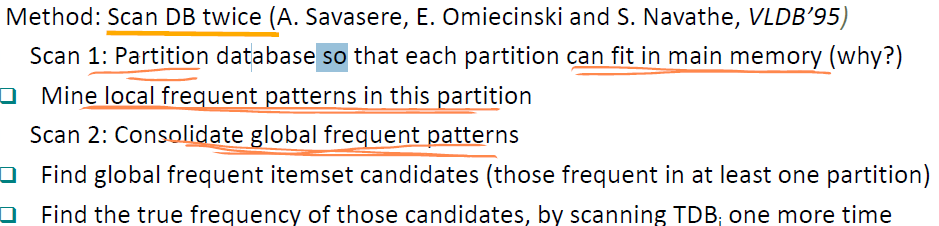 Method: Scan DB twice (A. Savasere, E. Omiecinski and S. Navathe, VLDB’95)
Scan 1: Partition database so that each partition can fit in main memory (why?)
Mine local frequent patterns in this partition
Scan 2: Consolidate global frequent patterns
Find global frequent itemset candidates (those frequent in at least one partition)
Find the true frequency of those candidates, by scanning TDBi one more time